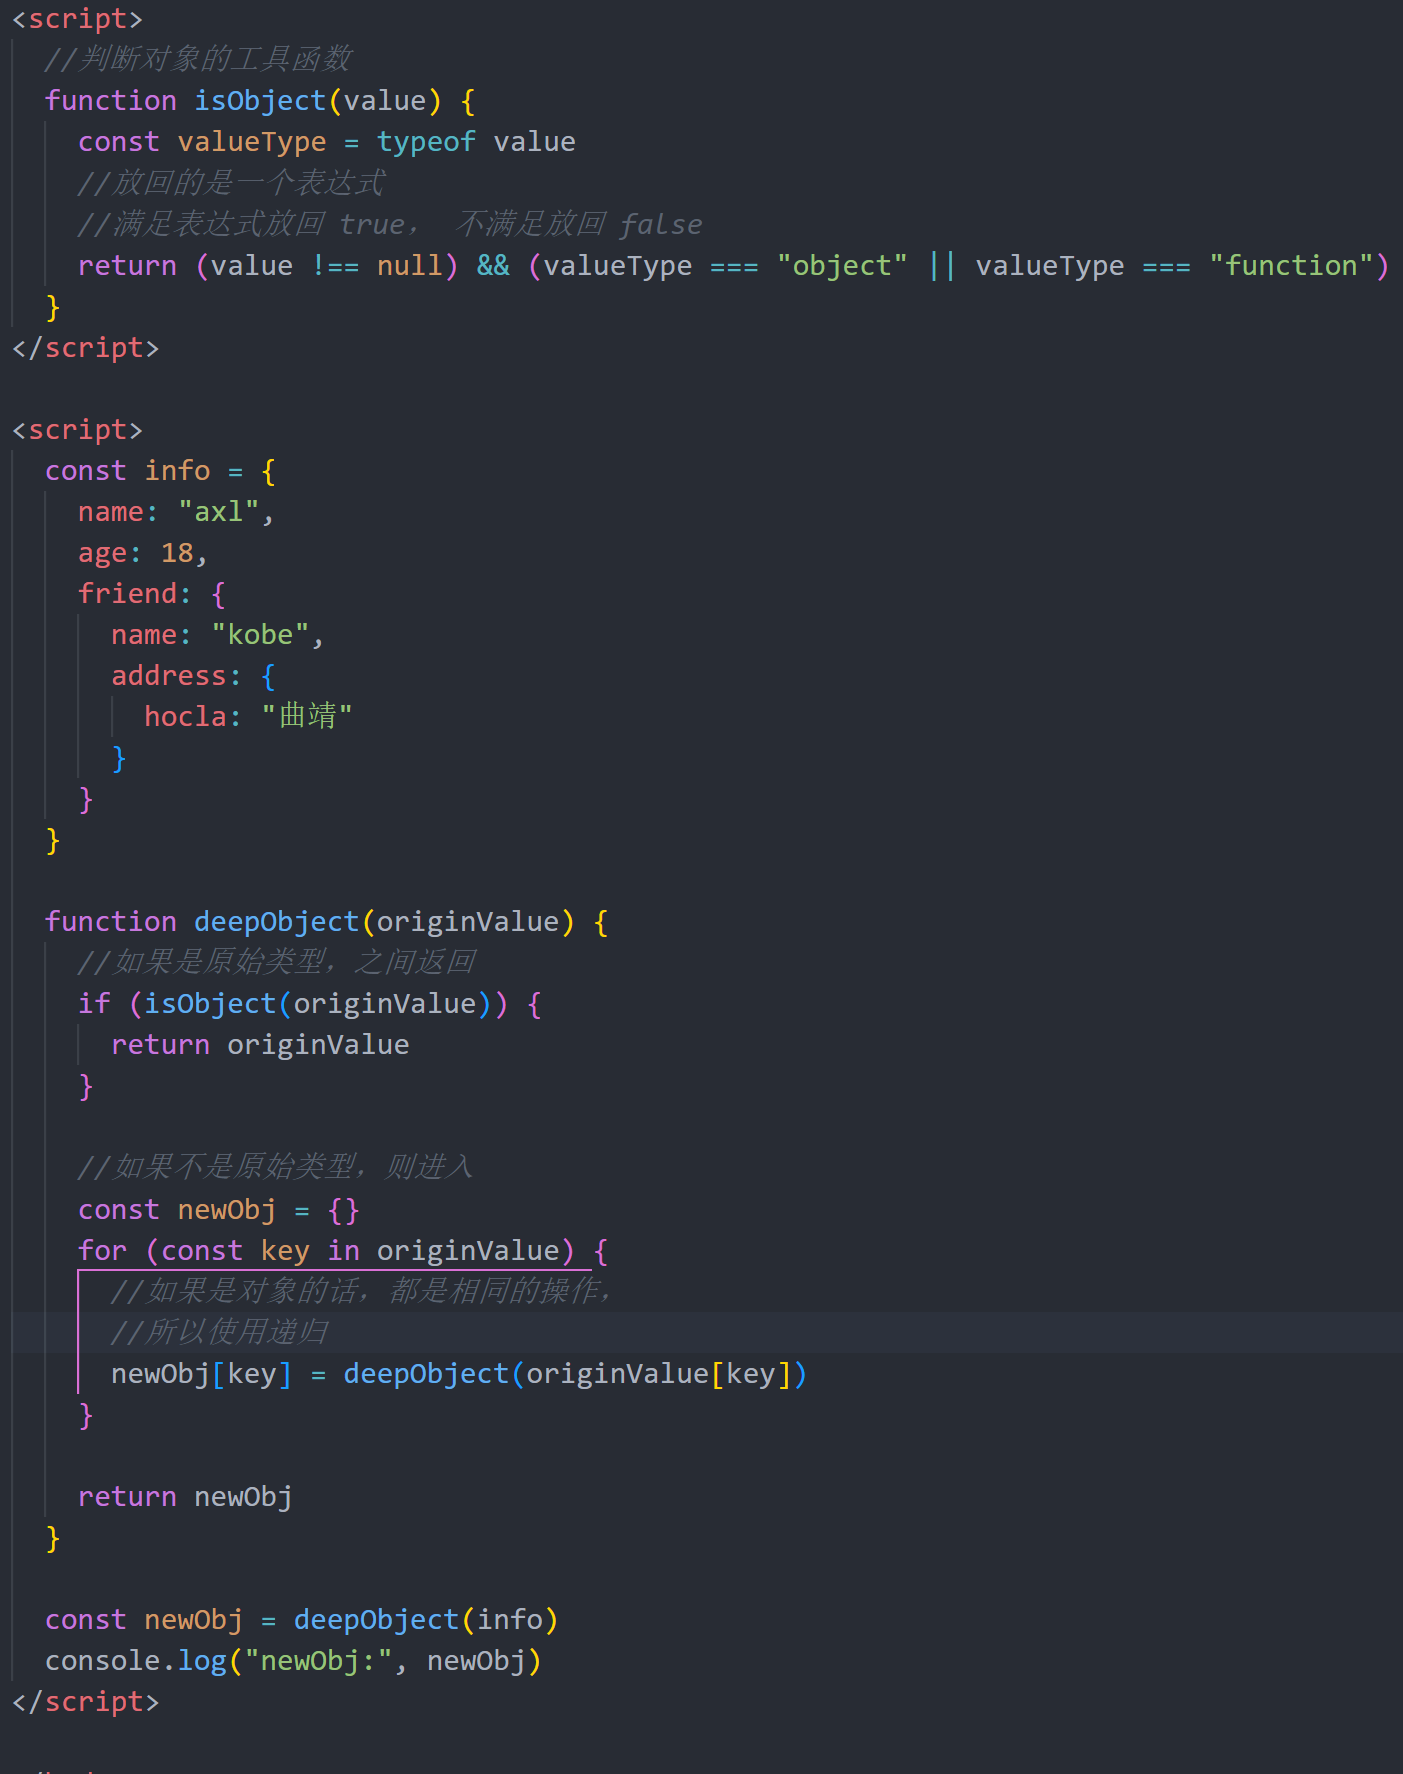 <script>
//判断对象的工具函数
function isObject(value) {
const valueType = typeof value
//放回的是一个表达式
//满足表达式放回 true, 不满足放回 false
return (value !== null) && (valueType === "object" || valueType === "function")
}
</script>
<script>
const info = {
name: "axl",
age: 18,
friend: {
name: "kobe",
address: {
hocla: "曲靖"
}
}
}
function deepObject(originValue) {
//如果是原始类型，之间返回
if (isObject(originValue)) {
return originValue
}
//如果不是原始类型，则进入
const newObj = {}
for (const key in originValue) {
//如果是对象的话，都是相同的操作，
//所以使用递归
newObj[key] = deepObject(originValue[key])
}
return newObj
}
const newObj = deepObject(info)
console.log("newObj:", newObj)
</script>